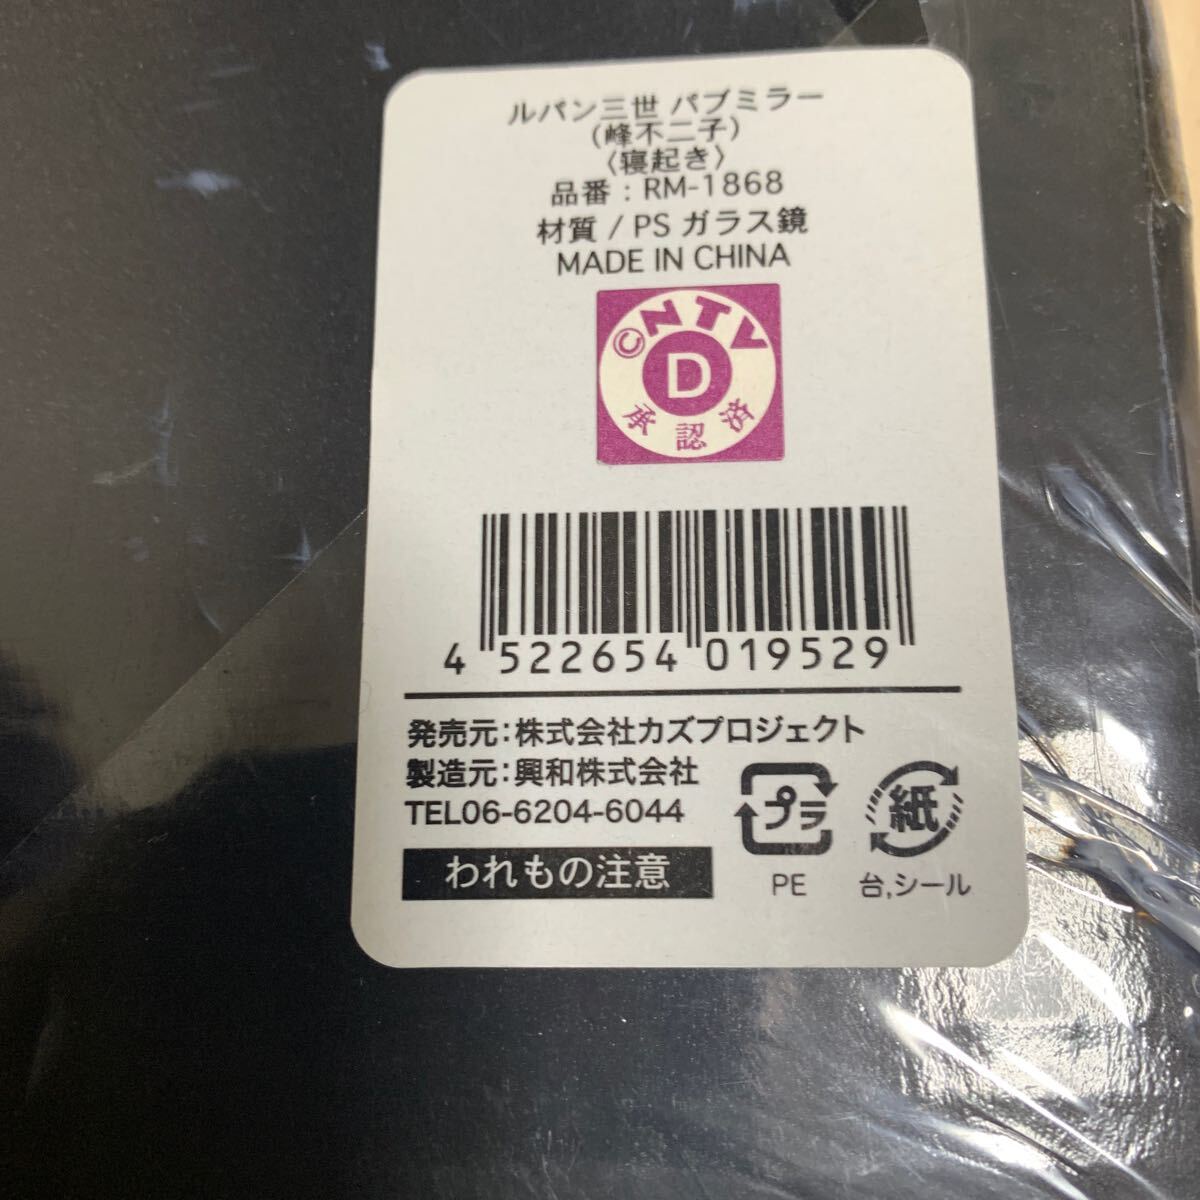 ルパン三世 パブミラー
(峰不二子)
〈寝起き〉
品番 : RM-1868
材質 / PS ガラス鏡
MADE IN CHINA
©NTV
D
承認済
4 522654 019529
発売元:株式会社カズプロジェクト
製造元:興和株式会社
TEL06-6204-6044
プラ
紙
われもの注意
PE
台,シール